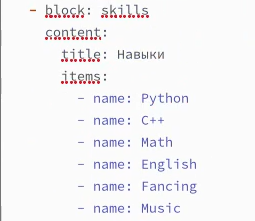 - block: skills
content:
title: Навыки
items:
- name: Python
- name: C++
- name: Math
- name: English
- name: Fancing
- name: Music